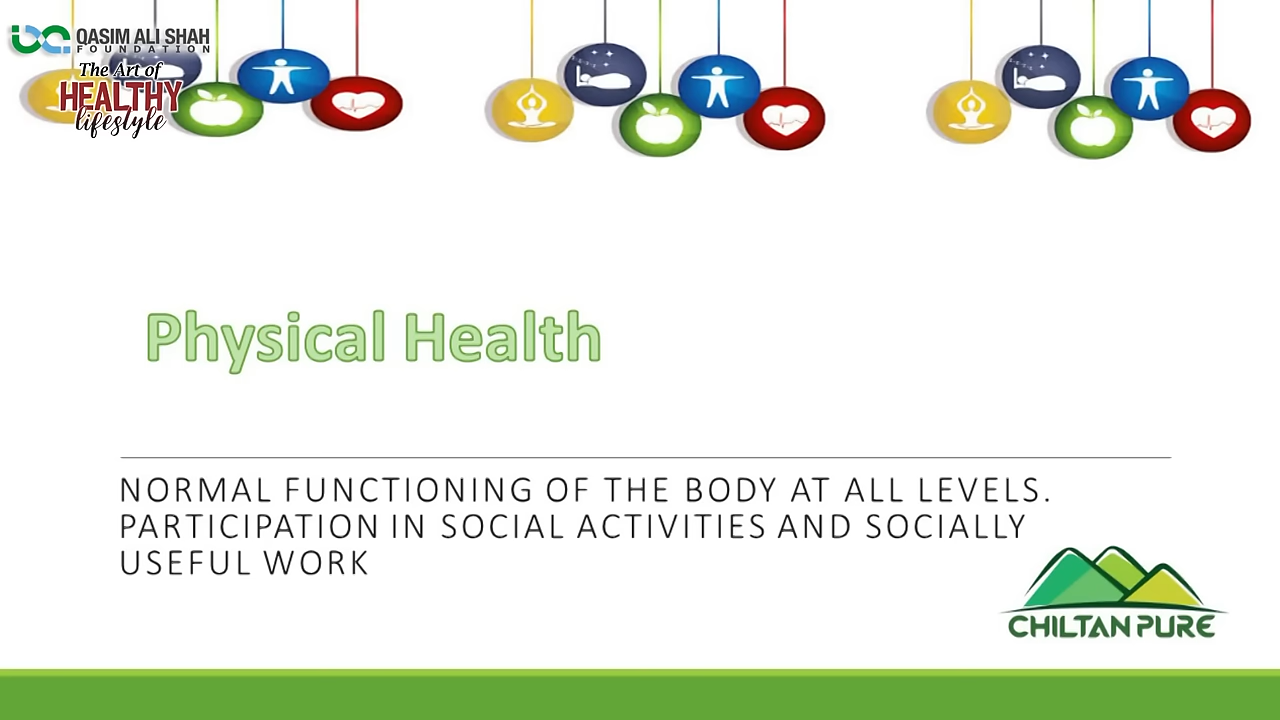 QASIM ALI SHAH
FOUNDATION
The Art of
HEALTHY
lifestyle
Physical Health
NORMAL FUNCTIONING OF THE BODY AT ALL LEVELS.
PARTICIPATION IN SOCIAL ACTIVITIES AND SOCIALLY
USEFUL WORK
CHILTAN PURE